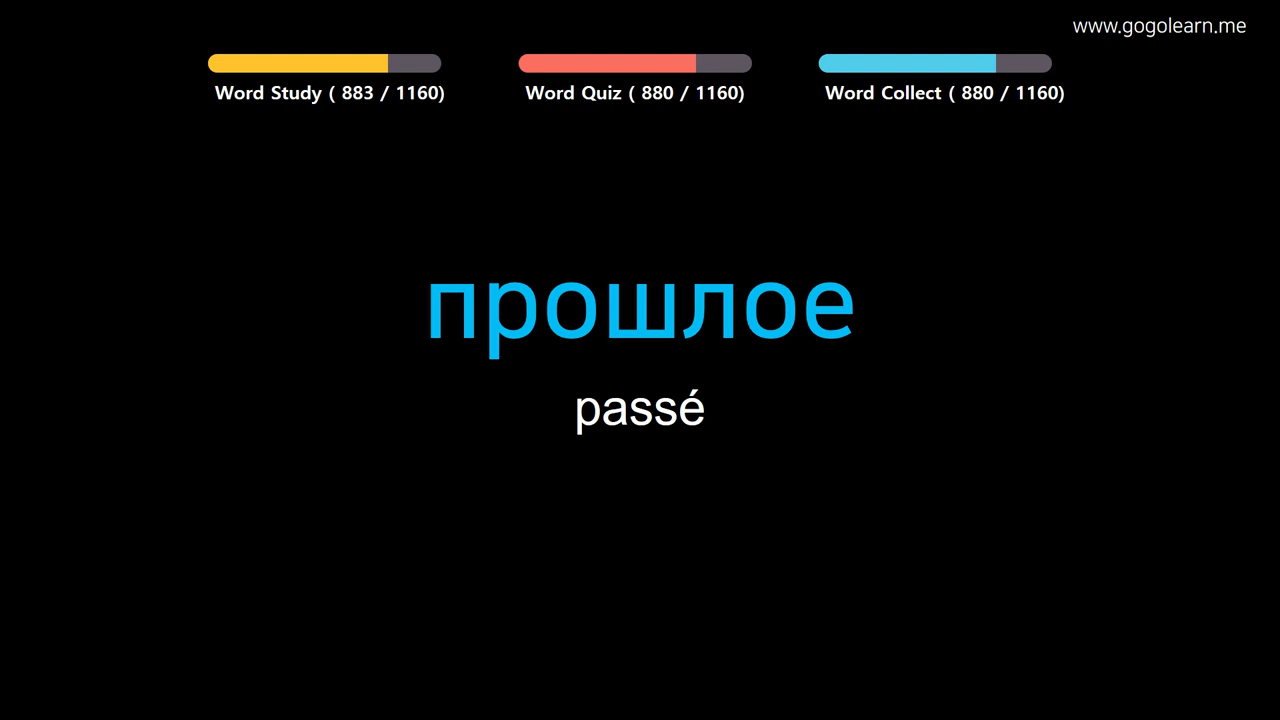 www.gogolearn.me
Word Study ( 883 / 1160)
Word Quiz ( 880 / 1160)
Word Collect ( 880 / 1160)
прошлое
passé